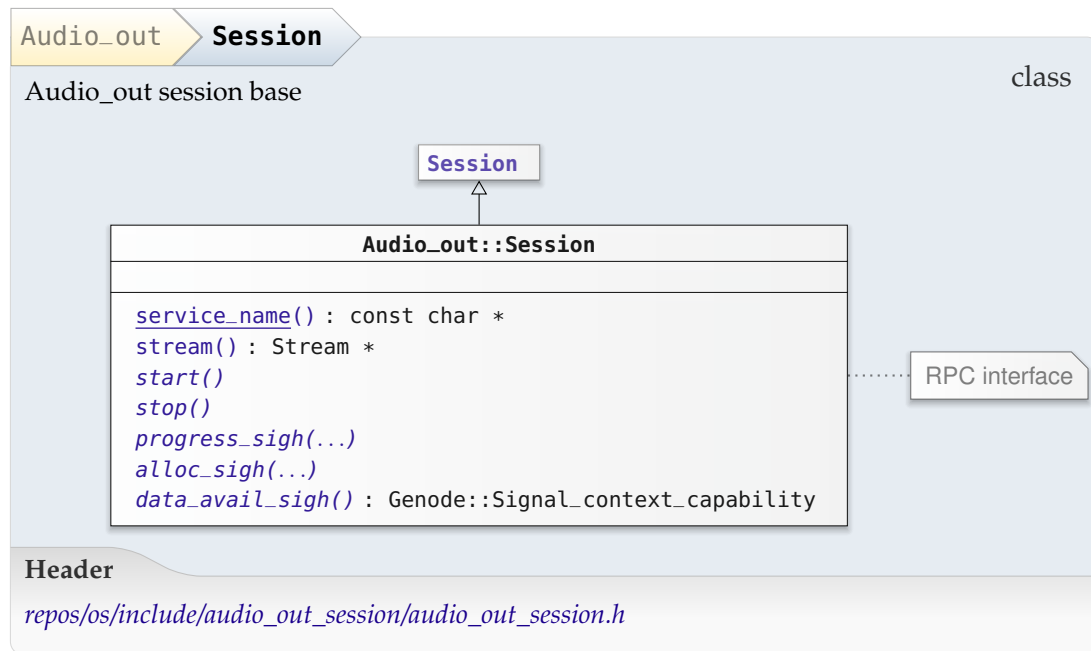 Audio_out Session
class
Audio_out session base
Session
Audio_out::Session
service_name() : const char *
stream() : Stream *
start()
stop()
progress_sigh(...)
alloc_sigh(...)
data_avail_sigh() : Genode::Signal_context_capability
RPC interface
Header
repos/os/include/audio_out_session/audio_out_session.h